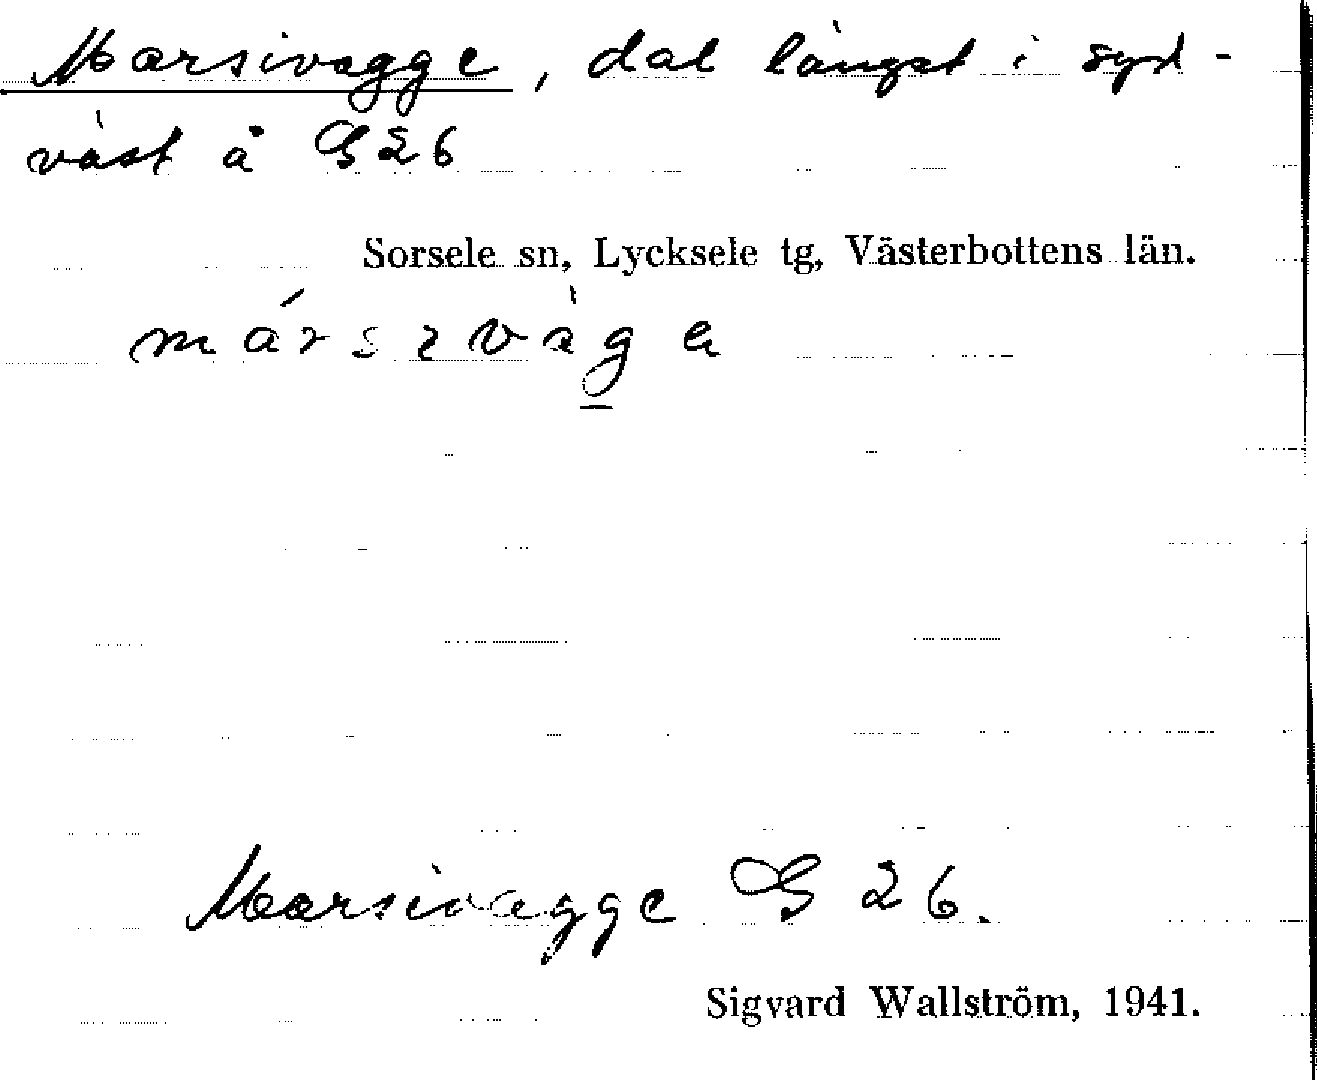 Marsivagge, dal längst i syd-
väst å G 26
Sorsele sn, Lycksele tg, Västerbottens län.
Marsivagge G 26.
Sigvard Wallström, 1941.